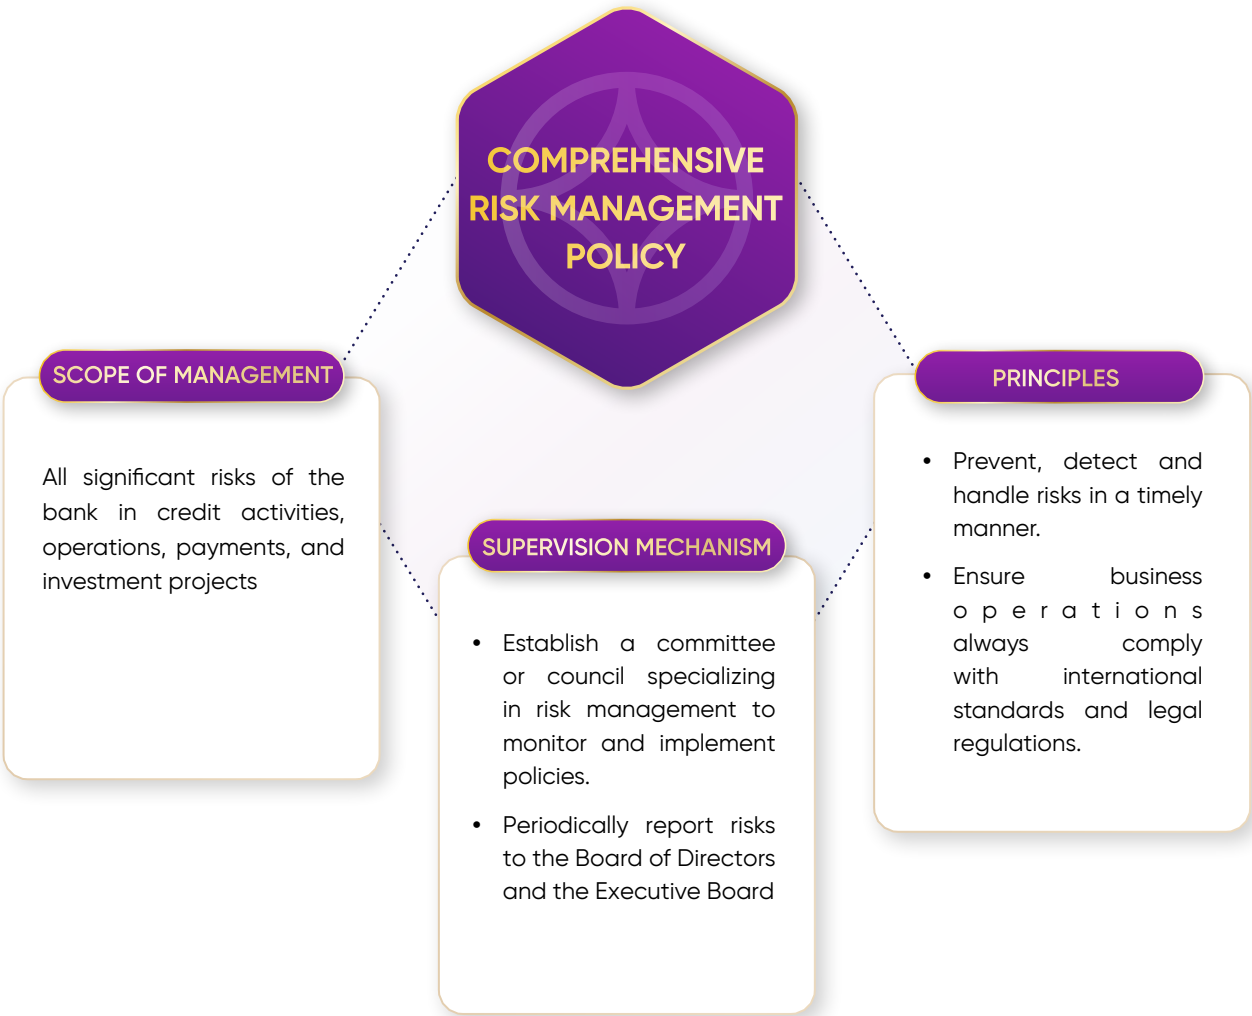 COMPREHENSIVE
RISK MANAGEMENT
POLICY
SCOPE OF MANAGEMENT
All significant risks of the
bank in credit activities,
operations, payments, and
investment projects
SUPERVISION MECHANISM
• Establish a committee
or council specializing
in risk management to
monitor and implement
policies.
• Periodically report risks
to the Board of Directors
and the Executive Board
PRINCIPLES
• Prevent, detect and
handle risks in a timely
manner.
• Ensure business
operations
always comply
with international
standards and legal
regulations.